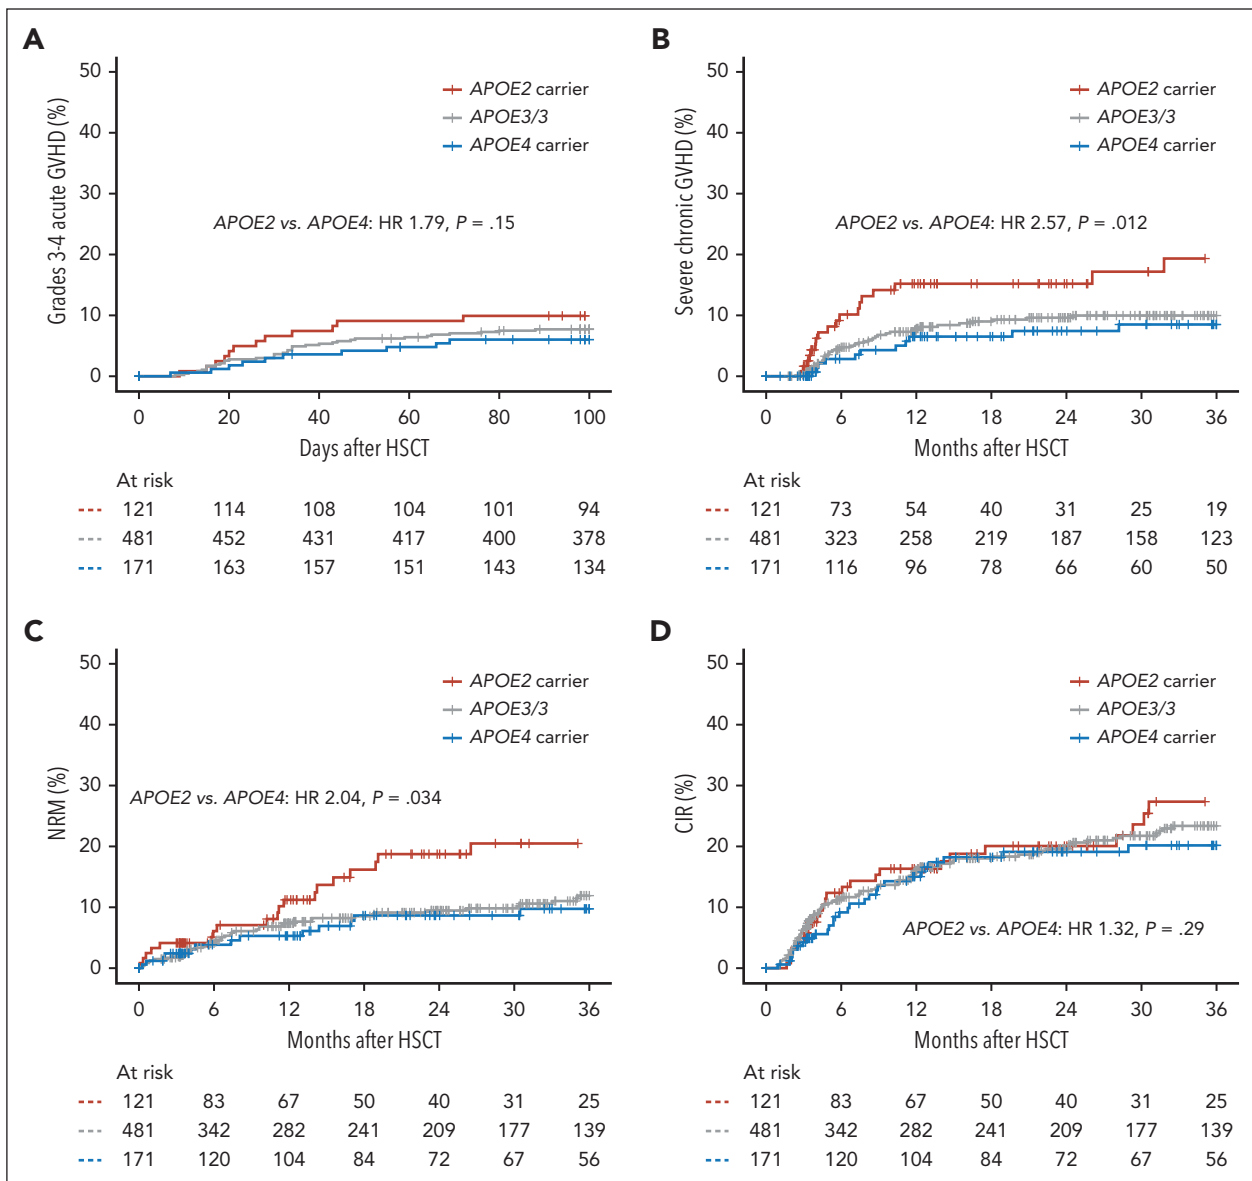 A
Grades 3-4 acute GVHD (%)
50
40
30
20
10
0
APOE2 carrier
APOE3/3
APOE4 carrier
APOE2 vs. APOE4: HR 1.79, P = .15
0 20 40 60 80 100
Days after HSCT
At risk
121 114 108 104 101 94
481 452 431 417 400 378
171 163 157 151 143 134
B
Severe chronic GVHD (%)
50
40
30
20
10
0
APOE2 carrier
APOE3/3
APOE4 carrier
APOE2 vs. APOE4: HR 2.57, P = .012
0 6 12 18 24 30 36
Months after HSCT
At risk
121 73 54 40 31 25 19
481 323 258 219 187 158 123
171 116 96 78 66 60 50
C
NRM (%)
50
40
30
20
10
0
APOE2 carrier
APOE3/3
APOE4 carrier
APOE2 vs. APOE4: HR 2.04, P = .034
0 6 12 18 24 30 36
Months after HSCT
At risk
121 83 67 50 40 31 25
481 342 282 241 209 177 139
171 120 104 84 72 67 56
D
CIR (%)
50
40
30
20
10
0
APOE2 carrier
APOE3/3
APOE4 carrier
APOE2 vs. APOE4: HR 1.32, P = .29
0 6 12 18 24 30 36
Months after HSCT
At risk
121 83 67 50 40 31 25
481 342 282 241 209 177 139
171 120 104 84 72 67 56